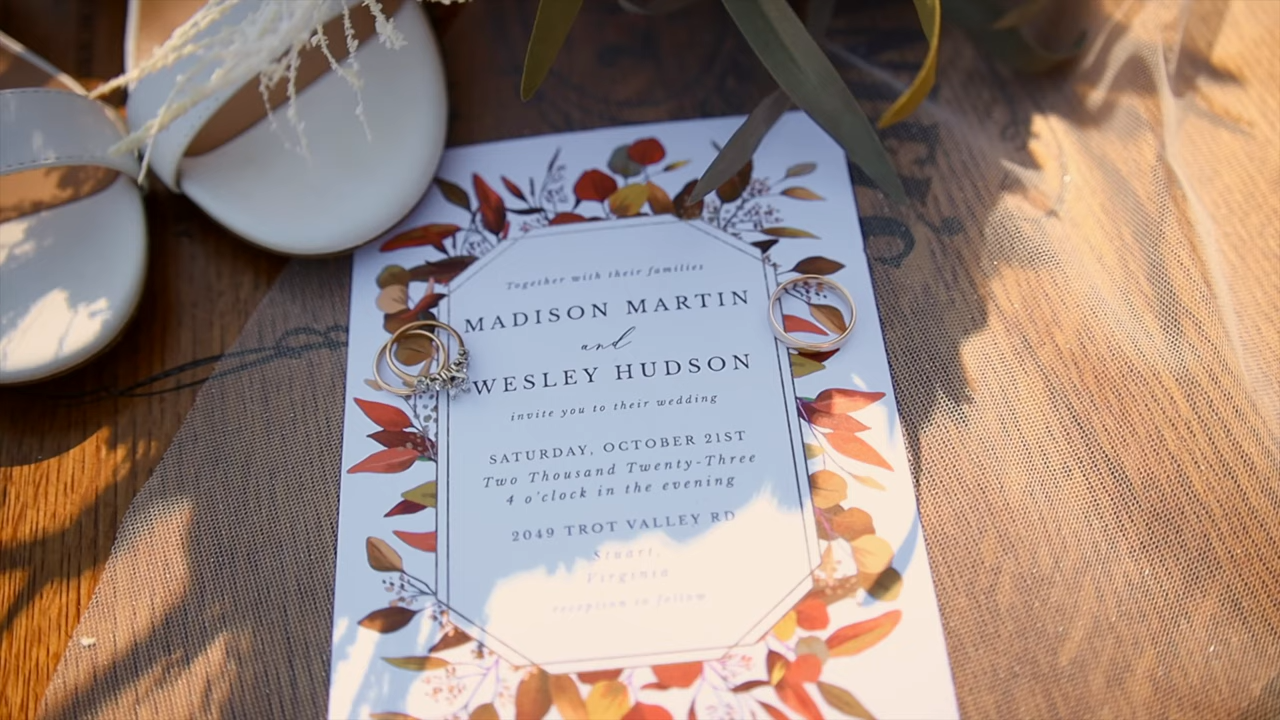 Together with their families
MADISON MARTIN
and
WESLEY HUDSON
invite you to their wedding
SATURDAY, OCTOBER 21ST
Two Thousand Twenty-Three
4 o'clock in the evening
2049 TROT VALLEY RD
Stuart,
Virginia
reception to follow